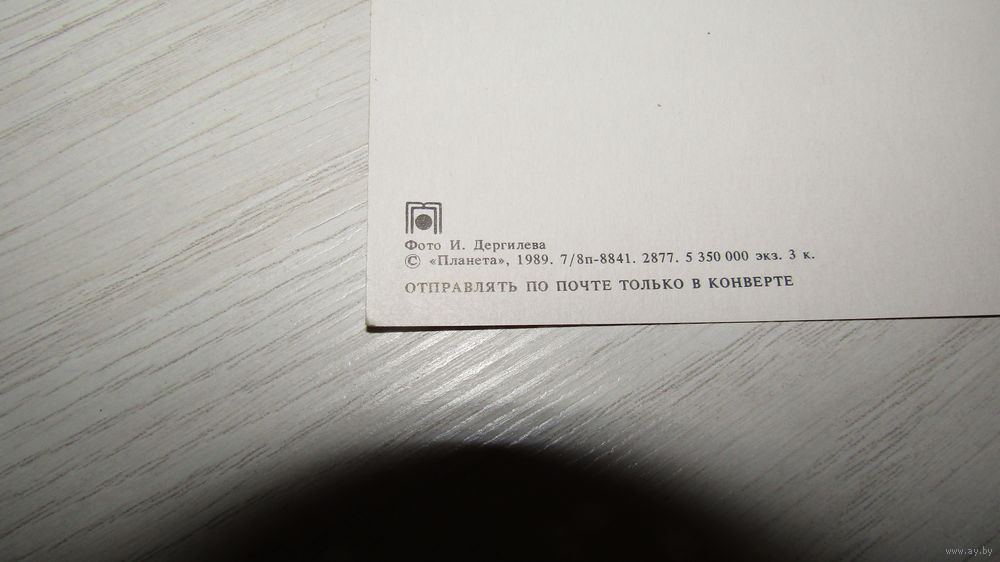 Фото И. Дергилева
© «Планета», 1989. 7/8п-8841. 2877. 5 350 000 экз. 3 к.
ОТПРАВЛЯТЬ ПО ПОЧТЕ ТОЛЬКО В КОНВЕРТЕ
www.ay.by